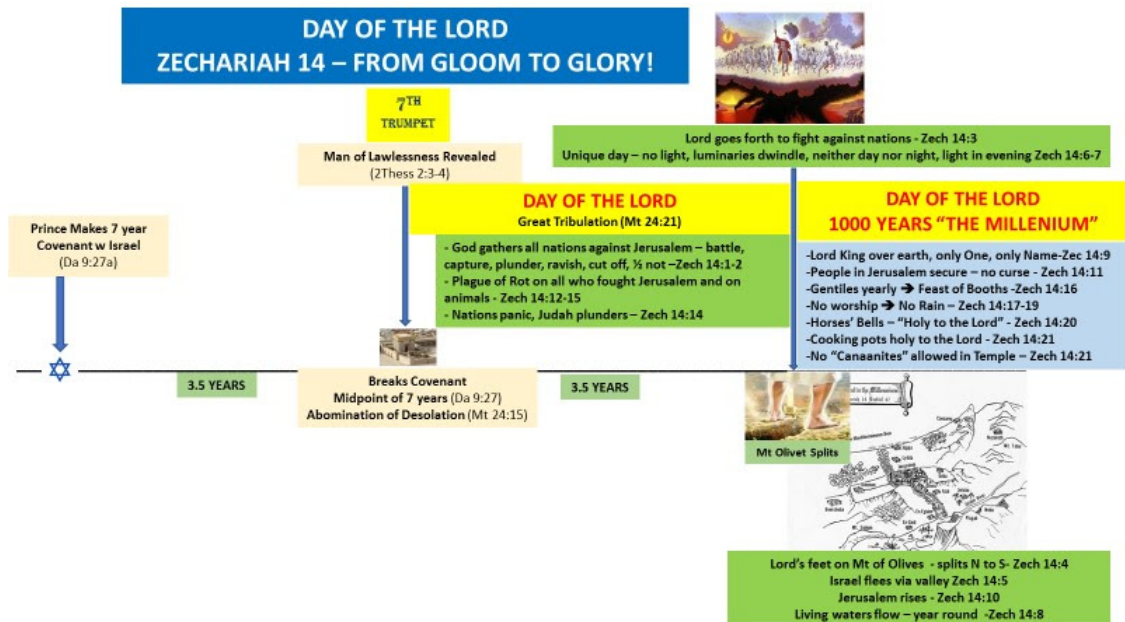 DAY OF THE LORD
ZECHARIAH 14 – FROM GLOOM TO GLORY!
7TH
TRUMPET
Man of Lawlessness Revealed
(2Thess 2:3-4)
Lord goes forth to fight against nations - Zech 14:3
Unique day – no light, luminaries dwindle, neither day nor night, light in evening Zech 14:6-7
Prince Makes 7 year
Covenant w Israel
(Da 9:27a)
DAY OF THE LORD
Great Tribulation (Mt 24:21)
- God gathers all nations against Jerusalem – battle,
capture, plunder, ravish, cut off, ½ not –Zech 14:1-2
- Plague of Rot on all who fought Jerusalem and on
animals - Zech 14:12-15
- Nations panic, Judah plunders – Zech 14:14
DAY OF THE LORD
1000 YEARS "THE MILLENIUM"
-Lord King over earth, only One, only Name-Zec 14:9
-People in Jerusalem secure – no curse - Zech 14:11
-Gentiles yearly ➔ Feast of Booths -Zech 14:16
-No worship ➔ No Rain – Zech 14:17-19
-Horses' Bells – "Holy to the Lord" - Zech 14:20
-Cooking pots holy to the Lord - Zech 14:21
-No "Canaanites" allowed in Temple – Zech 14:21
3.5 YEARS
Breaks Covenant
Midpoint of 7 years (Da 9:27)
Abomination of Desolation (Mt 24:15)
3.5 YEARS
Mt Olivet Splits
Lord's feet on Mt of Olives - splits N to S- Zech 14:4
Israel flees via valley Zech 14:5
Jerusalem rises - Zech 14:10
Living waters flow – year round -Zech 14:8